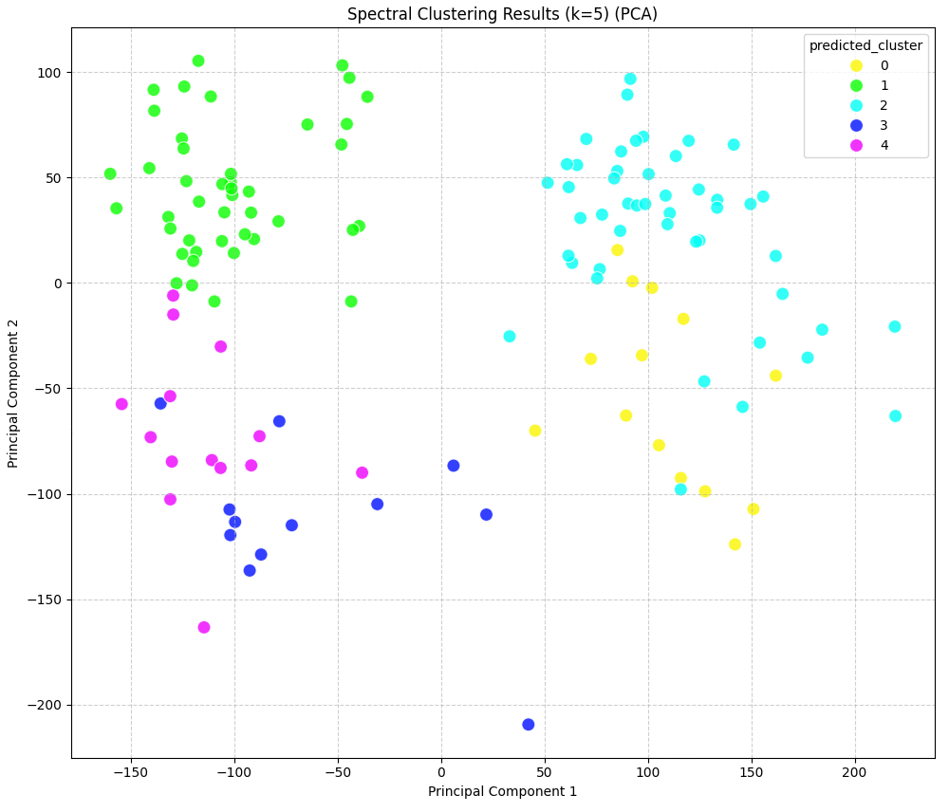 Spectral Clustering Results (k=5) (PCA)
predicted_cluster
0
1
2
3
4
100
50
0
−50
−100
−150
−200
Principal Component 2
−150 −100 −50 0 50 100 150 200
Principal Component 1